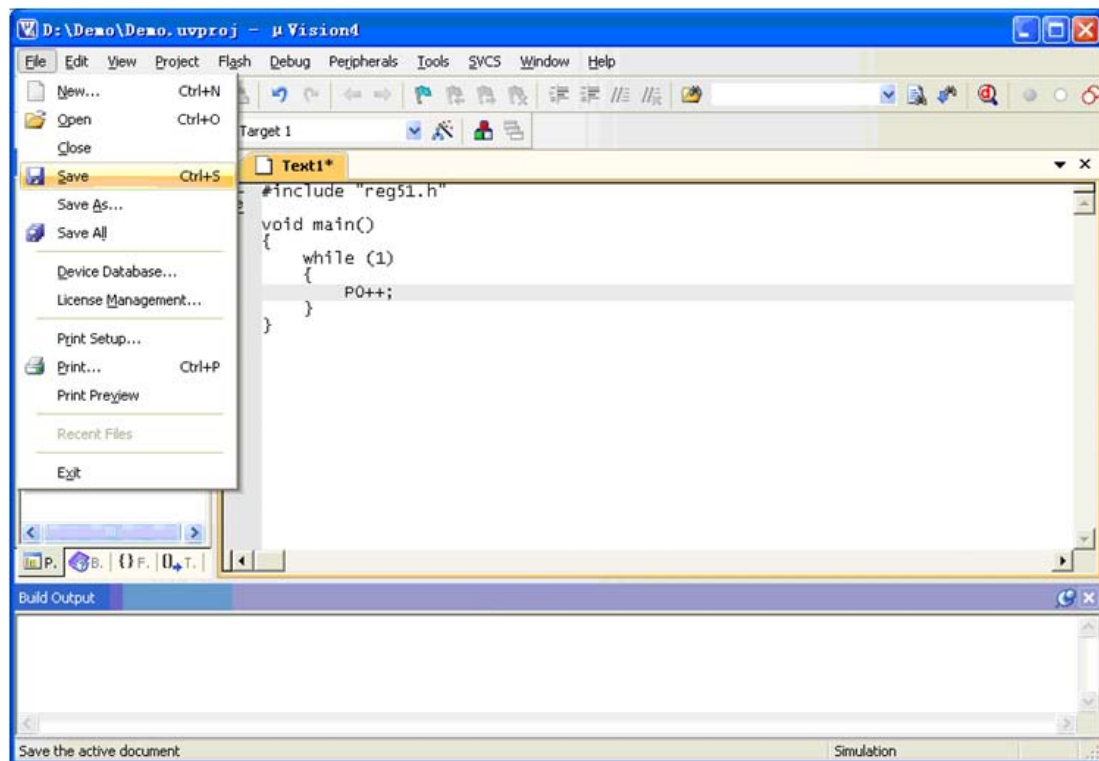 D:\Demo\Demo.uvproj - µVision4
File Edit View Project Flash Debug Peripherals Tools SVCS Window Help
New... Ctrl+N
Open Ctrl+O
Close
Save Ctrl+S
Save As...
Save All
Device Database...
License Management...
Print Setup...
Print... Ctrl+P
Print Preview
Recent Files
Exit
Target 1
Text1*
#include "reg51.h"
void main()
{
while (1)
{
P0++;
}
}
P. B. {} F. 0→T.
Build Output
Save the active document Simulation